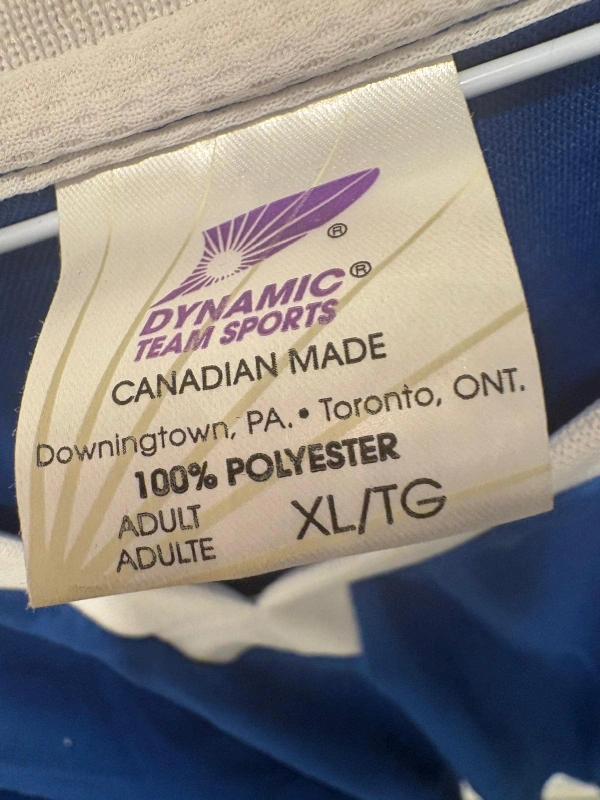 ®
DYNAMIC®
TEAM SPORTS
CANADIAN MADE
Downingtown, PA. • Toronto, ONT.
100% POLYESTER
ADULT
ADULTE XL/TG